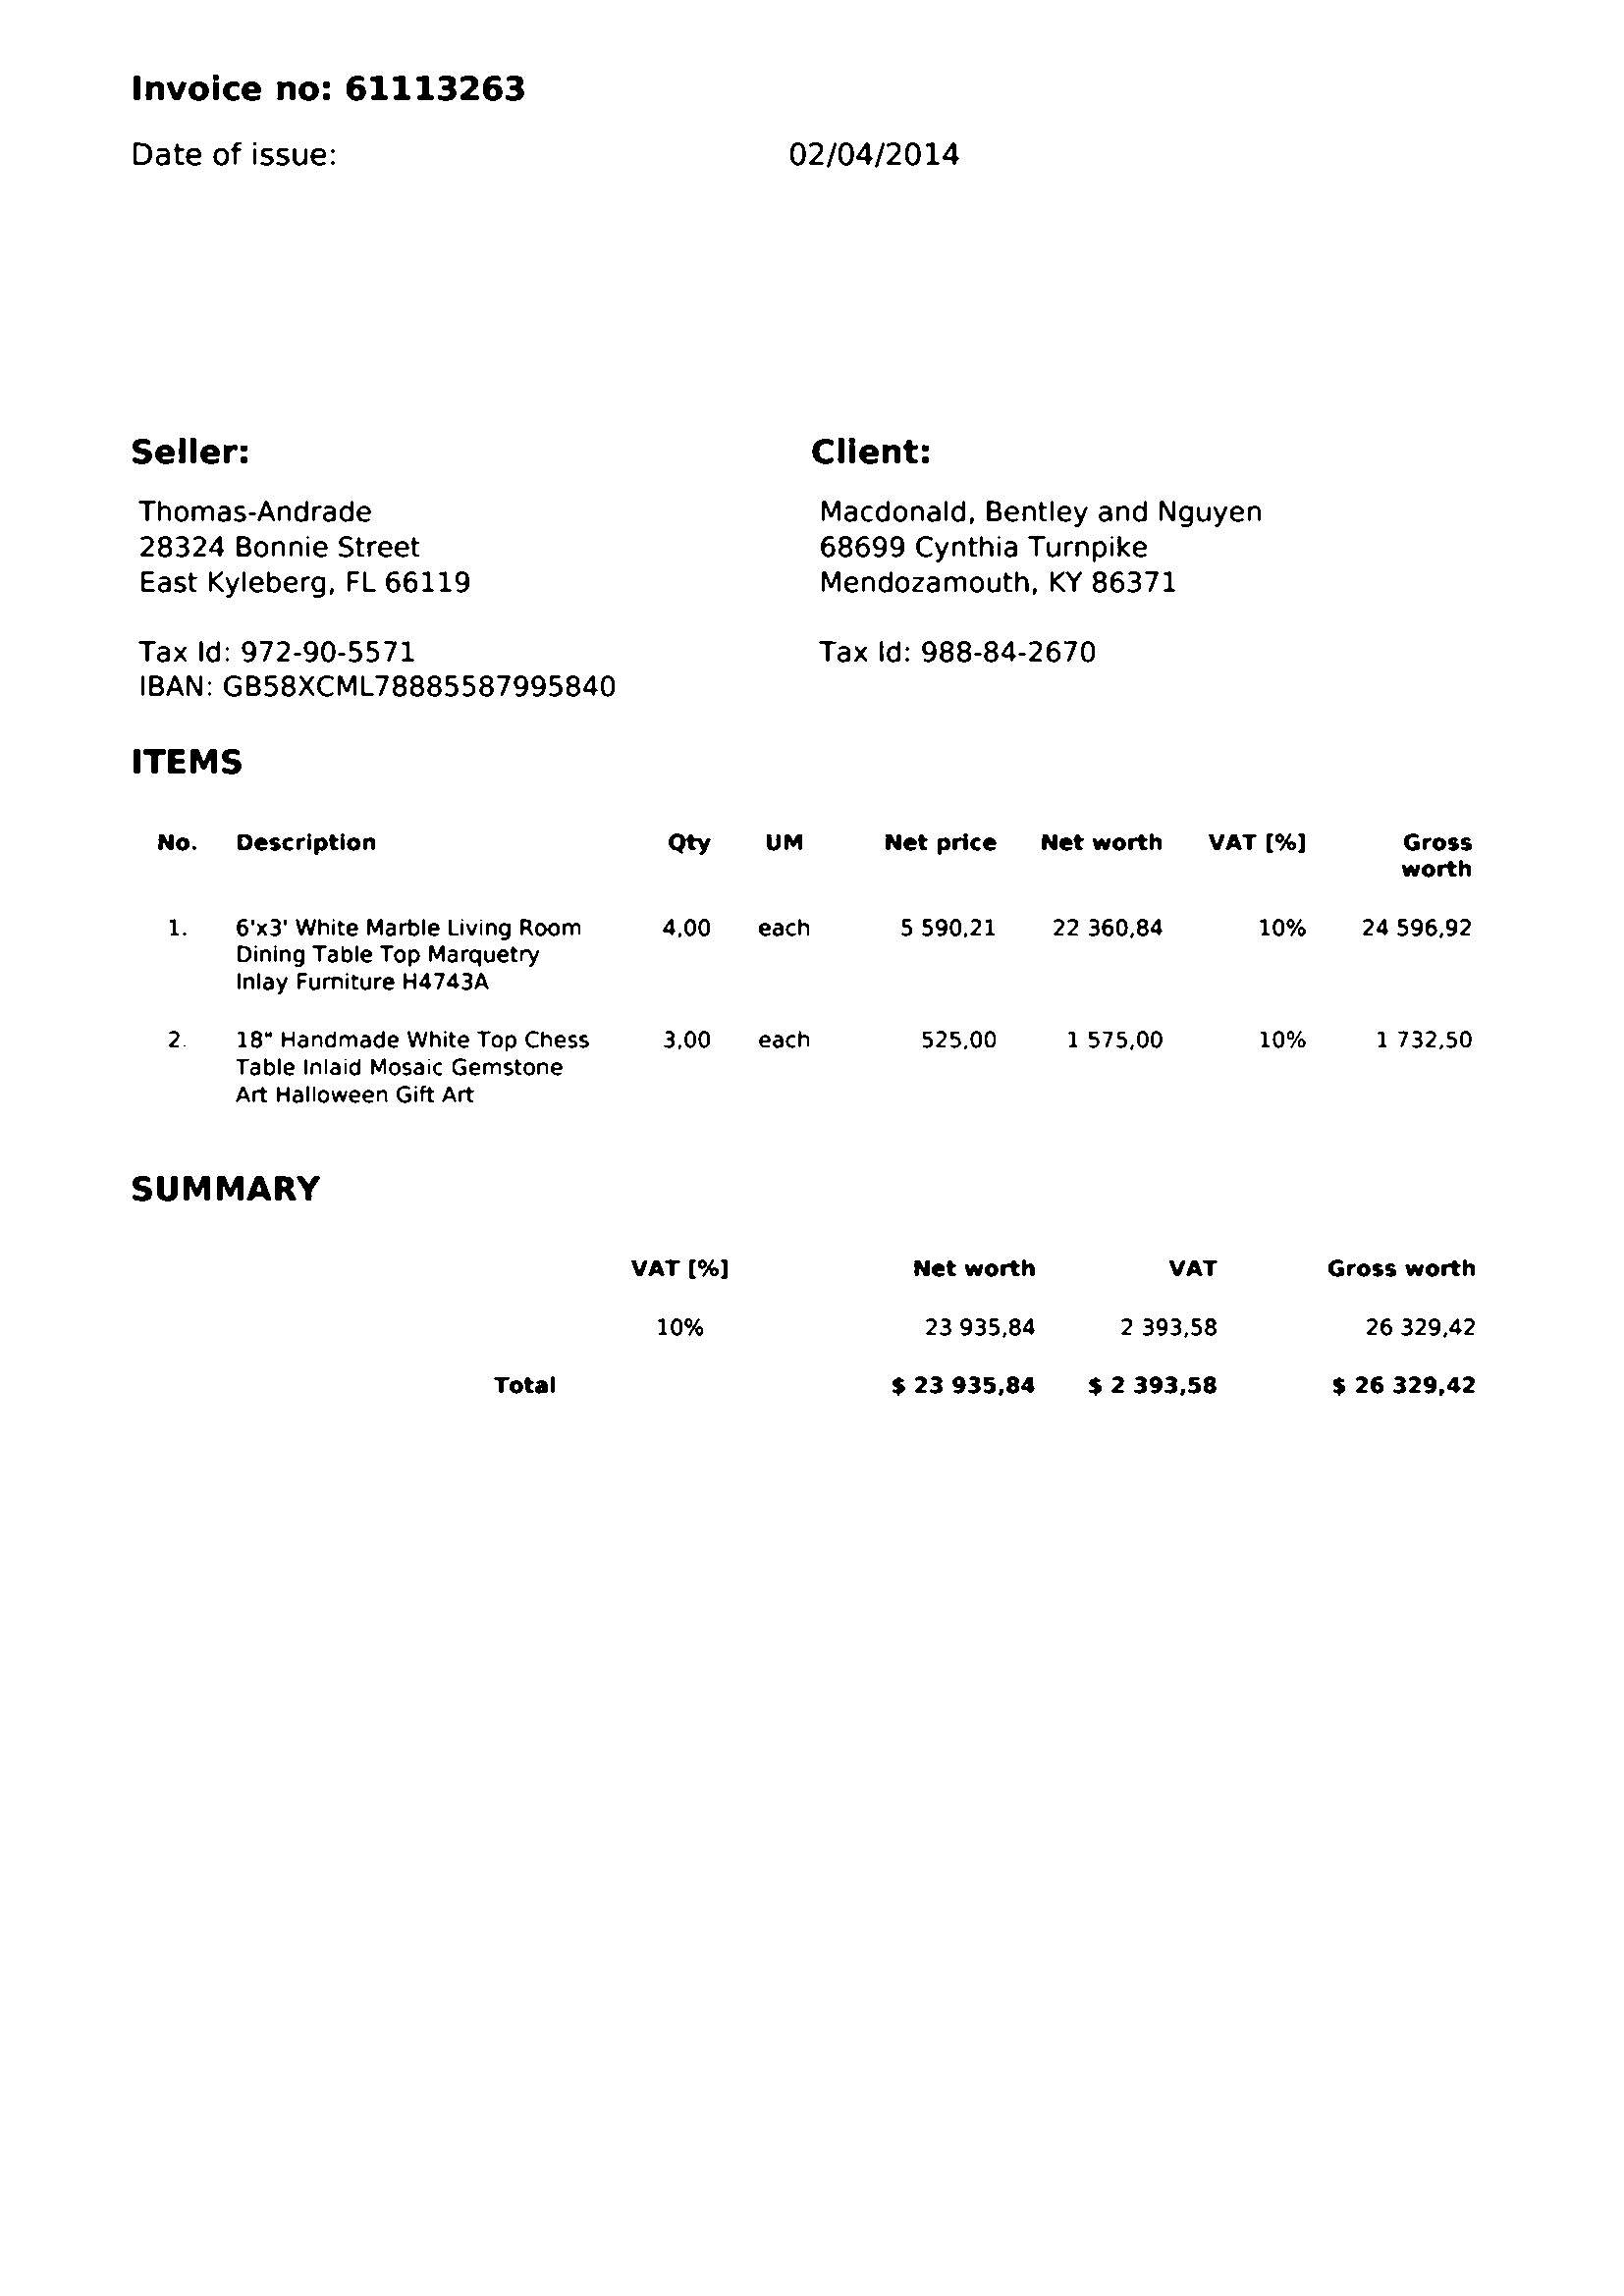 Invoice no: 61113263
Date of issue: 02/04/2014
Seller:
Thomas-Andrade
28324 Bonnie Street
East Kyleberg, FL 66119
Tax Id: 972-90-5571
IBAN: GB58XCML78885587995840
Client:
Macdonald, Bentley and Nguyen
68699 Cynthia Turnpike
Mendozamouth, KY 86371
Tax Id: 988-84-2670
ITEMS
No. Description Qty UM Net price Net worth VAT [%] Gross
worth
1. 6'x3' White Marble Living Room 4,00 each 5 590,21 22 360,84 10% 24 596,92
Dining Table Top Marquetry
Inlay Furniture H4743A
2. 18" Handmade White Top Chess 3,00 each 525,00 1 575,00 10% 1 732,50
Table Inlaid Mosaic Gemstone
Art Halloween Gift Art
SUMMARY
VAT [%] Net worth VAT Gross worth
10% 23 935,84 2 393,58 26 329,42
Total $ 23 935,84 $ 2 393,58 $ 26 329,42